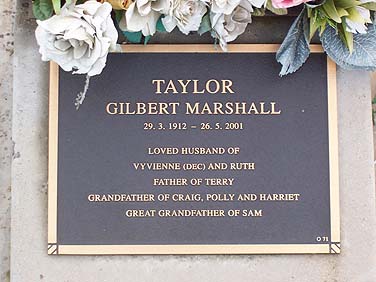 TAYLOR
GILBERT MARSHALL
29. 3. 1912 – 26. 5. 2001
LOVED HUSBAND OF
VYVIENNE (DEC) AND RUTH
FATHER OF TERRY
GRANDFATHER OF CRAIG, POLLY AND HARRIET
GREAT GRANDFATHER OF SAM
O 71